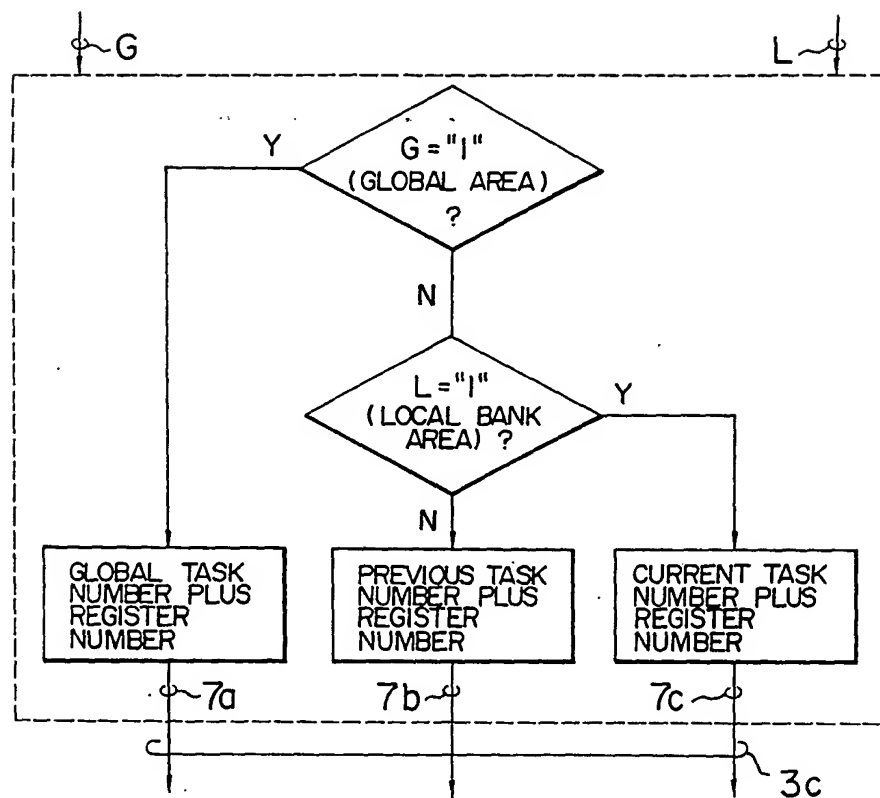 G
L
Y
G = "1"
(GLOBAL AREA)
?
N
L = "1"
(LOCAL BANK
AREA) ?
Y
N
GLOBAL TASK
NUMBER PLUS
REGISTER
NUMBER
PREVIOUS TASK
NUMBER PLUS
REGISTER
NUMBER
CURRENT TASK
NUMBER PLUS
REGISTER
NUMBER
7a
7b
7c
3c